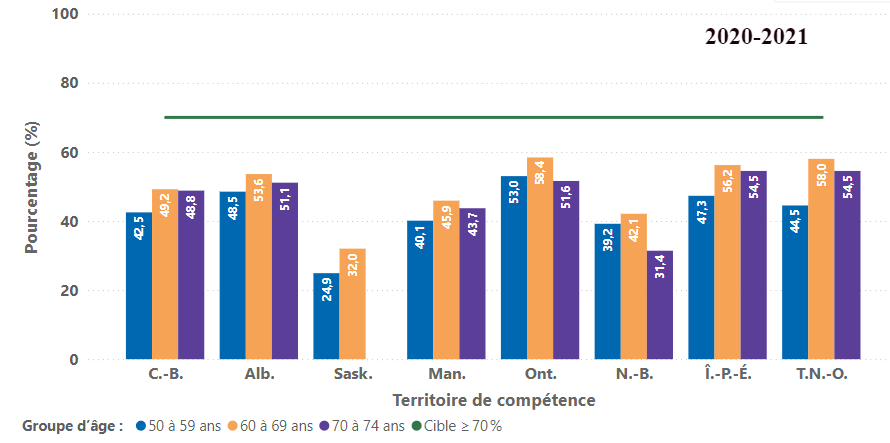 100
2020-2021
80
60
40
20
0
Pourcentage (%)
42,5 49,2 48,8
48,5 53,6 51,1
24,9 32,0
40,1 45,9 43,7
53,0 58,4 51,6
39,2 42,1 31,4
47,3 56,2 54,5
44,5 58,0 54,5
C.-B. Alb. Sask. Man. Ont. N.-B. Î.-P.-É. T.N.-O.
Territoire de compétence
Groupe d'âge : 50 à 59 ans 60 à 69 ans 70 à 74 ans Cible ≥ 70 %